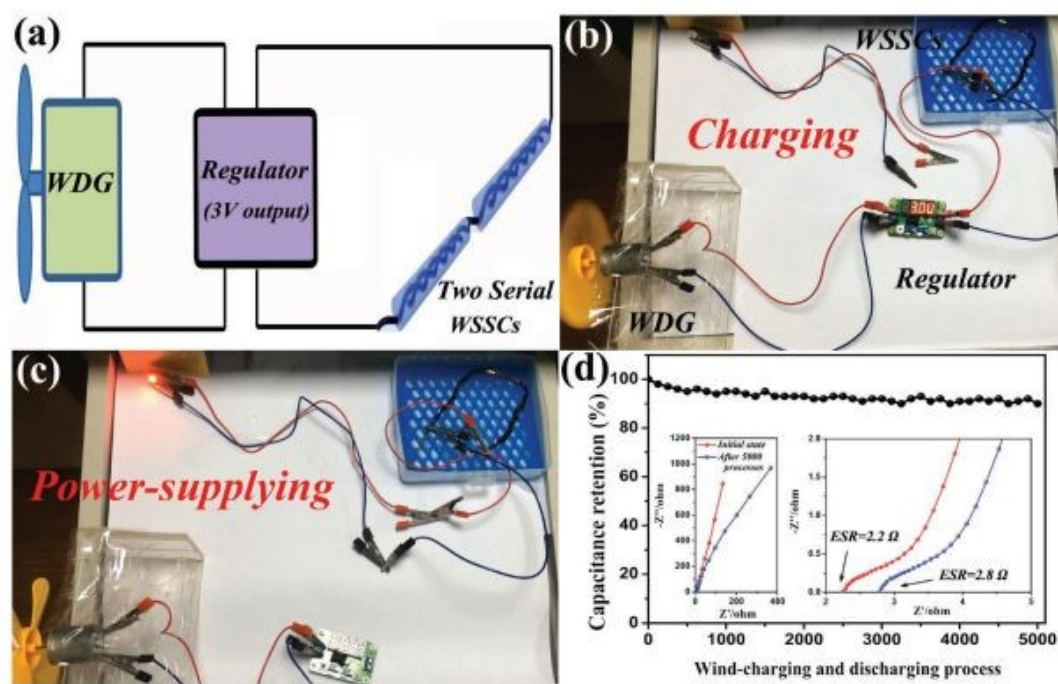 (a)
WDG
Regulator
(3V output)
Two Serial
WSSCs
(b)
WSSCs
Charging
3.0U
Regulator
WDG
(c)
Power-supplying
(d)
Capacitance retention (%)
100
80
60
40
20
0
0 1000 2000 3000 4000 5000
Wind-charging and discharging process
-Z''/ohm
1200
1000
800
600
400
200
0
0 200 400
Z'/ohm
Initial state
After 5000
processes
-Z''/ohm
2.0
1.5
1.0
0.5
0.0
2 3 4 5
Z'/ohm
ESR=2.2 Ω
ESR=2.8 Ω